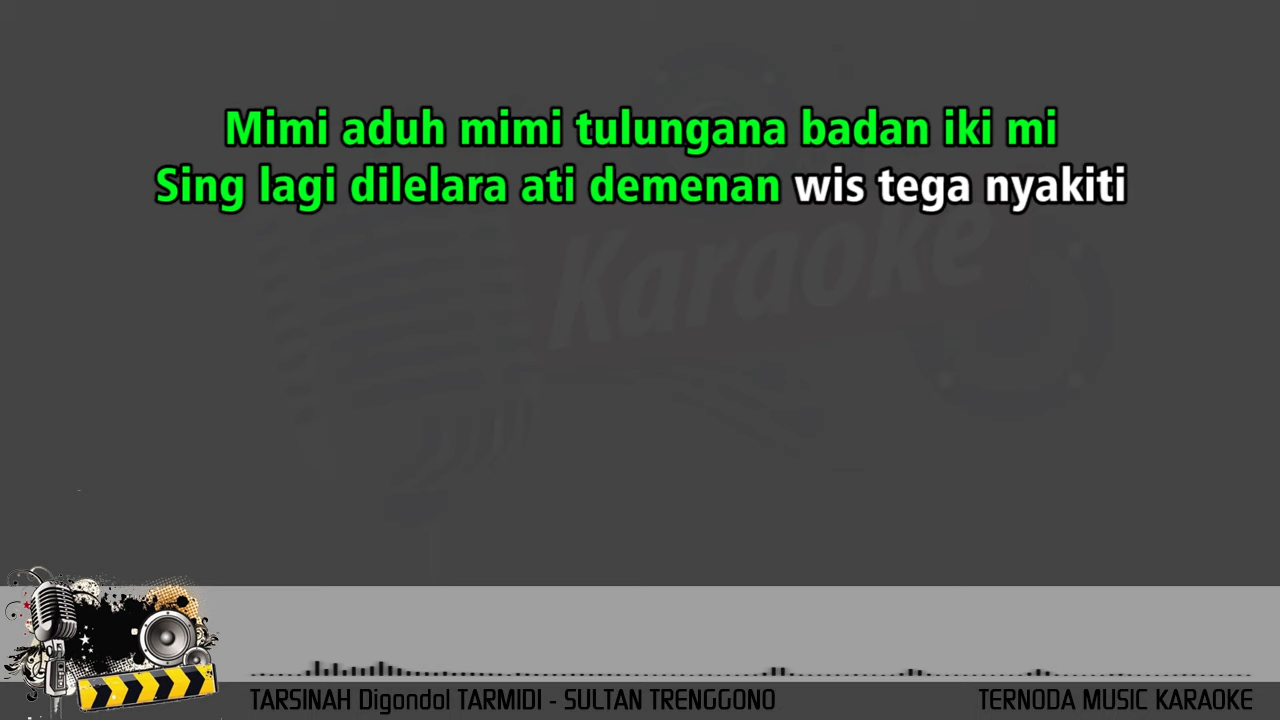 Mimi aduh mimi tulungana badan iki mi
Sing lagi dilelara ati demenan wis tega nyakiti
Karaoke
TARSINAH Digondol TARMIDI - SULTAN TRENGGONO
TERNODA MUSIC KARAOKE